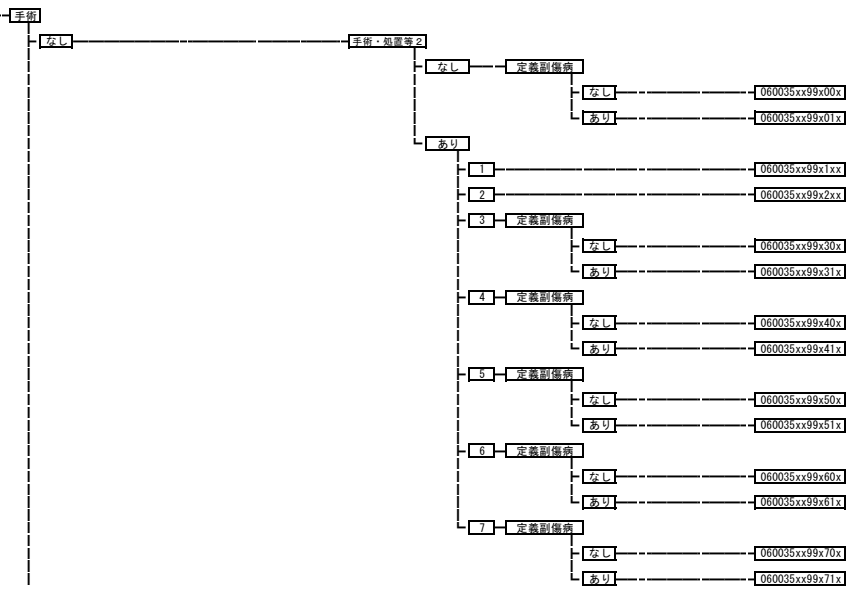 手術
なし 手術・処置等２
なし 定義副傷病
なし 060035xx99x00x
あり 060035xx99x01x
あり
1 060035xx99x1xx
2 060035xx99x2xx
3 定義副傷病
なし 060035xx99x30x
あり 060035xx99x31x
4 定義副傷病
なし 060035xx99x40x
あり 060035xx99x41x
5 定義副傷病
なし 060035xx99x50x
あり 060035xx99x51x
6 定義副傷病
なし 060035xx99x60x
あり 060035xx99x61x
7 定義副傷病
なし 060035xx99x70x
あり 060035xx99x71x